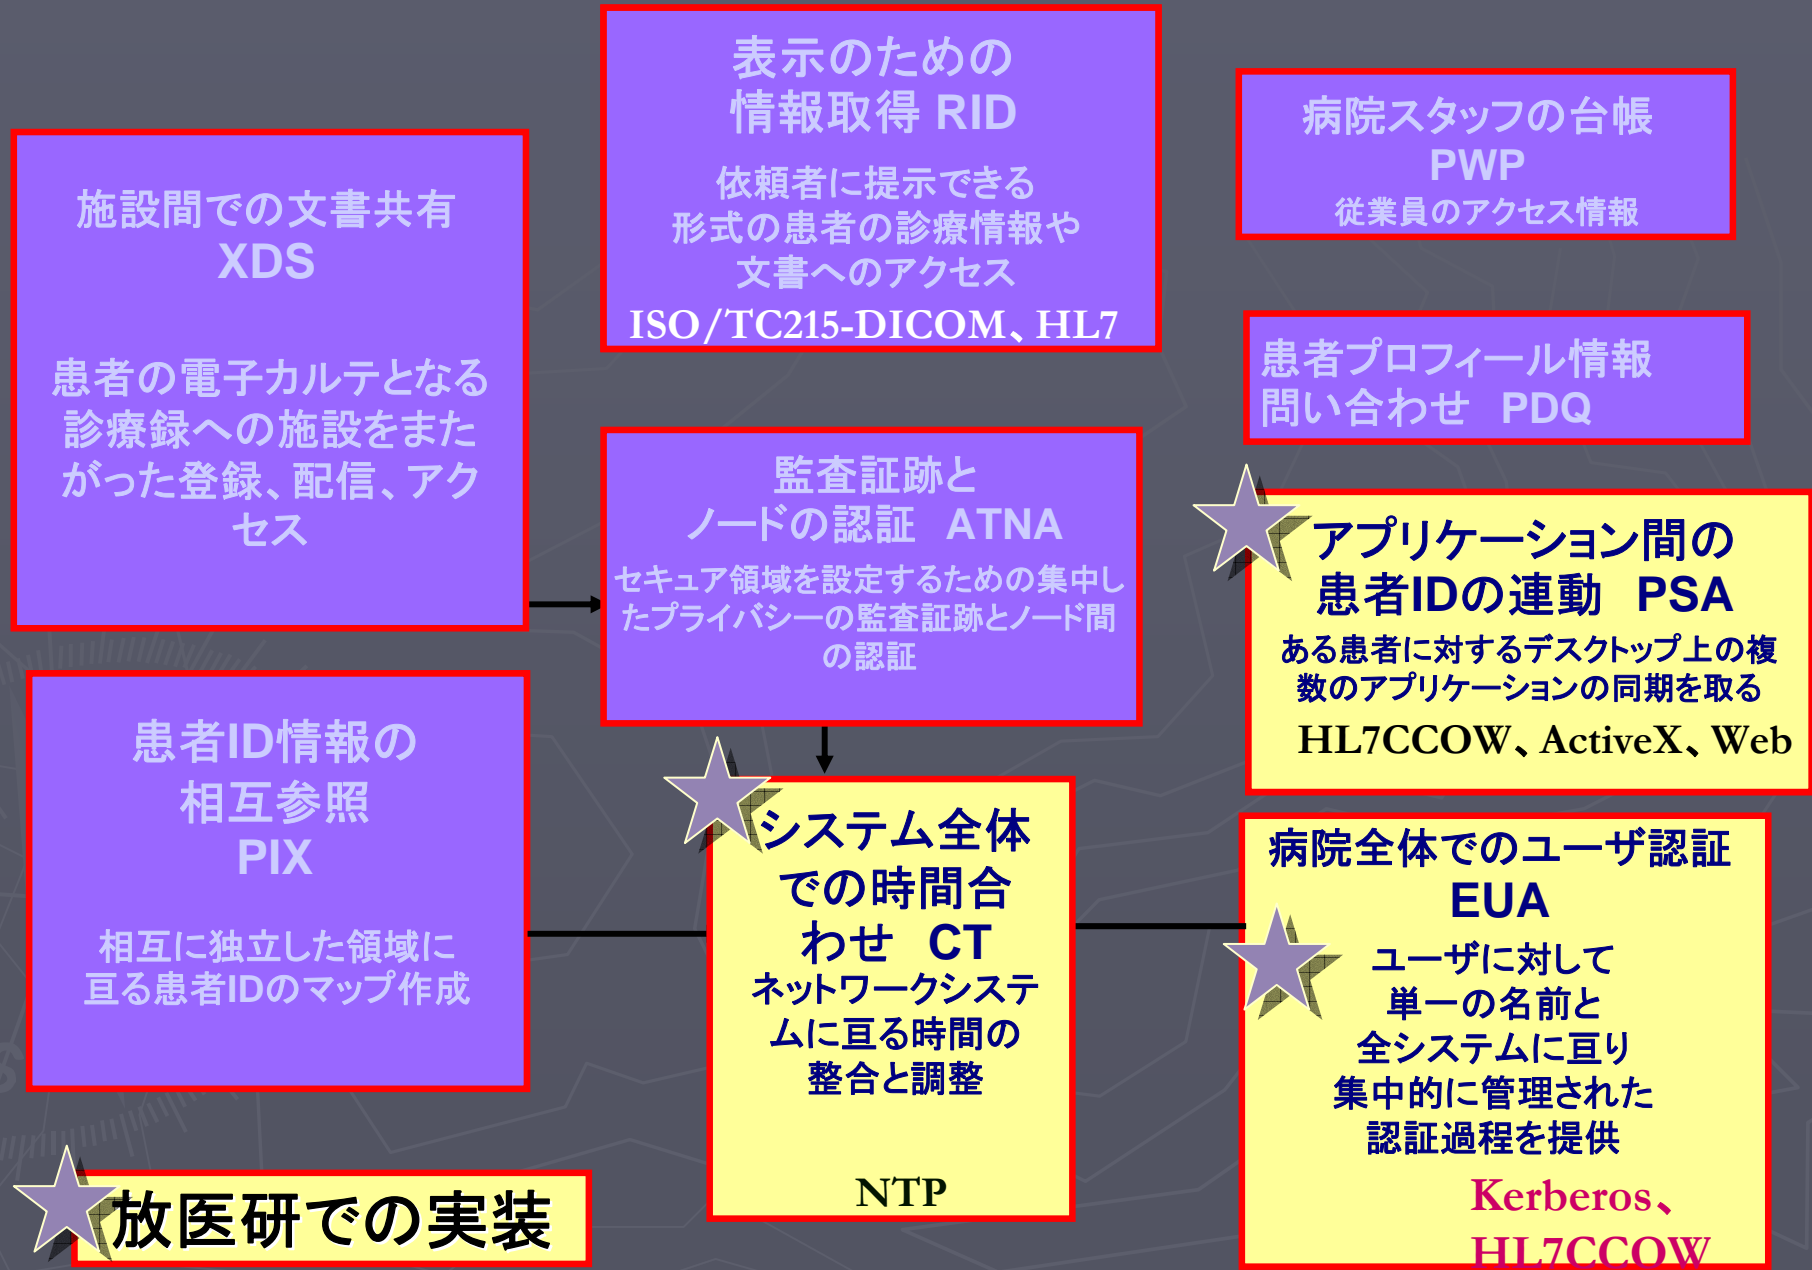 施設間での文書共有
XDS
患者の電子カルテとなる
診療録への施設をまた
がった登録、配信、アク
セス
表示のための
情報取得 RID
依頼者に提示できる
形式の患者の診療情報や
文書へのアクセス
ISO/TC215-DICOM、HL7
病院スタッフの台帳
PWP
従業員のアクセス情報
患者プロフィール情報
問い合わせ　PDQ
監査証跡と
ノードの認証　ATNA
セキュア領域を設定するための集中し
たプライバシーの監査証跡とノード間
の認証
アプリケーション間の
患者IDの連動　PSA
ある患者に対するデスクトップ上の複
数のアプリケーションの同期を取る
HL7CCOW、ActiveX、Web
患者ID情報の
相互参照
PIX
相互に独立した領域に
亘る患者IDのマップ作成
システム全体
での時間合
わせ　CT
ネットワークシステ
ムに亘る時間の
整合と調整
NTP
病院全体でのユーザ認証
EUA
ユーザに対して
単一の名前と
全システムに亘り
集中的に管理された
認証過程を提供
Kerberos、
HL7CCOW
放医研での実装